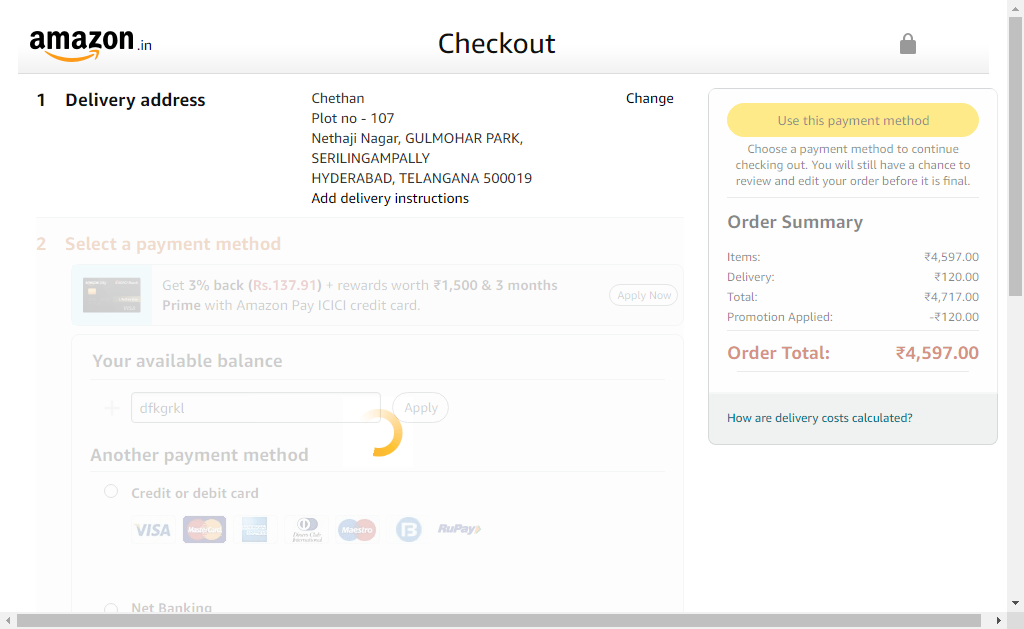 amazon.in
Checkout
1 Delivery address
Chethan
Plot no - 107
Nethaji Nagar, GULMOHAR PARK,
SERILINGAMPALLY
HYDERABAD, TELANGANA 500019
Add delivery instructions
Change
2 Select a payment method
Get 3% back (Rs.137.91) + rewards worth ₹1,500 & 3 months
Prime with Amazon Pay ICICI credit card.
Apply Now
Your available balance
dfkgrkl
Apply
Another payment method
Credit or debit card
VISA MasterCard Maestro RuPay
Net Banking
Use this payment method
Choose a payment method to continue
checking out. You will still have a chance to
review and edit your order before it is final.
Order Summary
Items: ₹4,597.00
Delivery: ₹120.00
Total: ₹4,717.00
Promotion Applied: -₹120.00
Order Total: ₹4,597.00
How are delivery costs calculated?